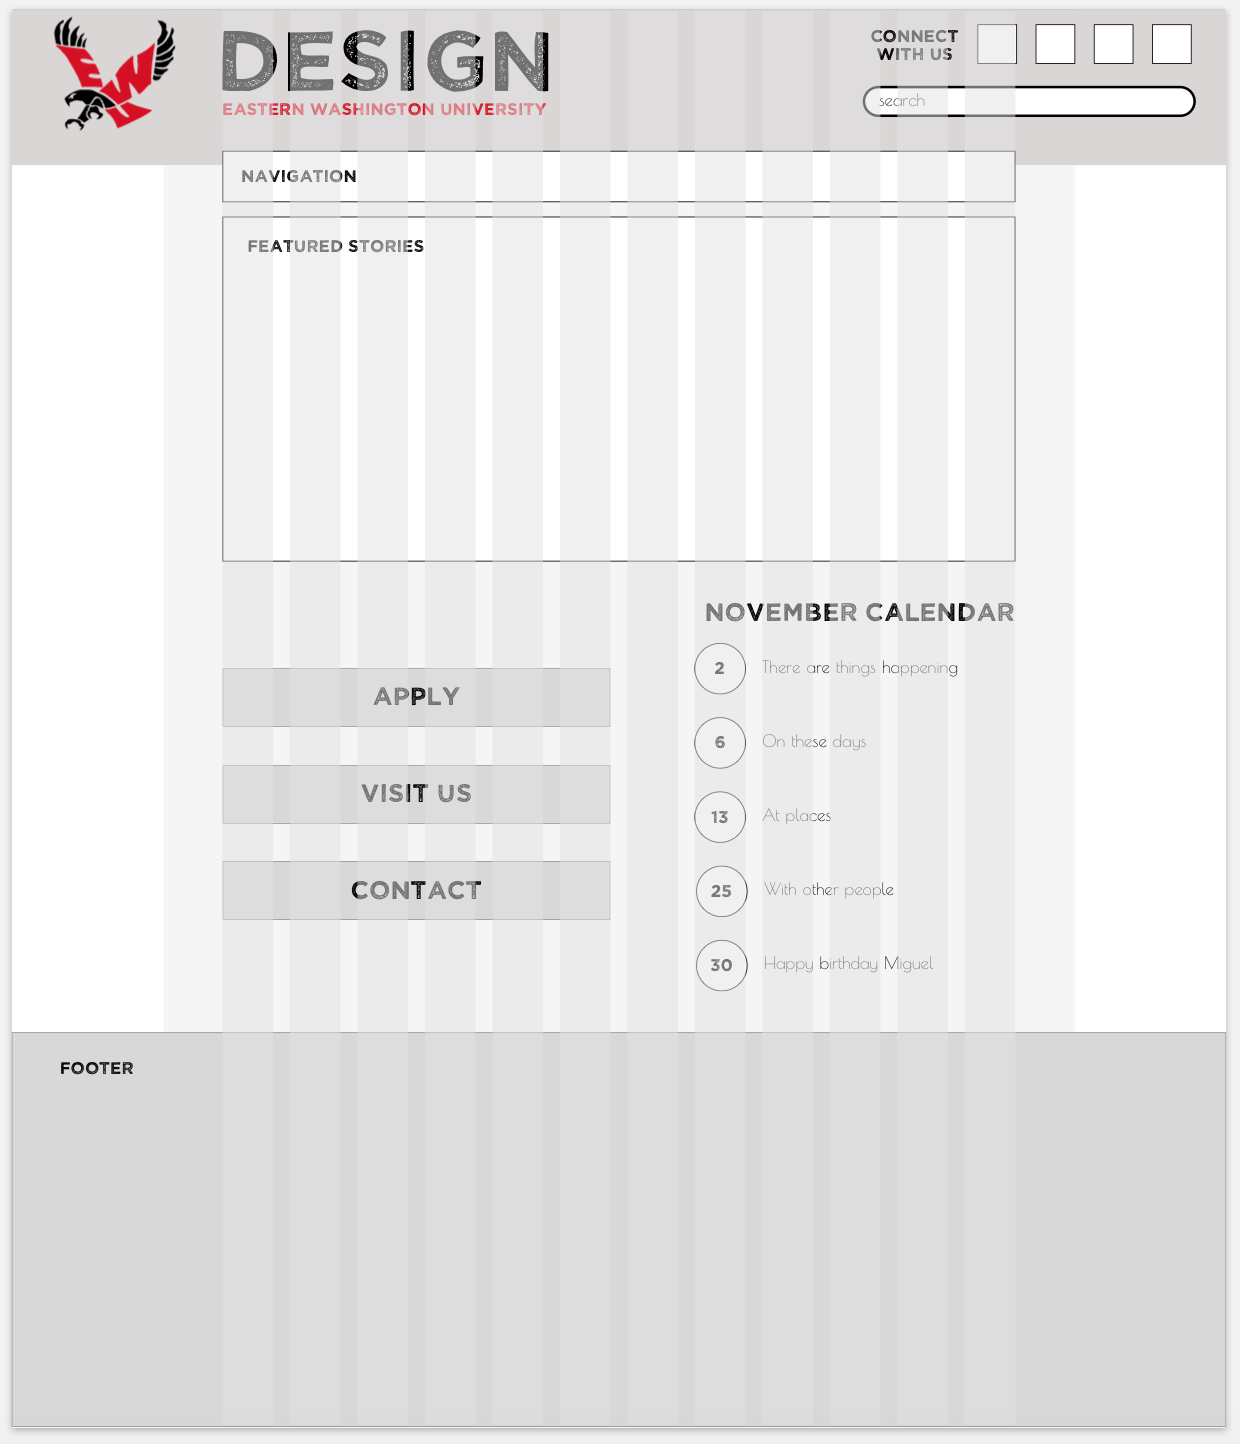 EWU
DESIGN
EASTERN WASHINGTON UNIVERSITY
CONNECT
WITH US
search
NAVIGATION
FEATURED STORIES
APPLY
VISIT US
CONTACT
NOVEMBER CALENDAR
2 There are things happening
6 On these days
13 At places
25 With other people
30 Happy birthday Miguel
FOOTER